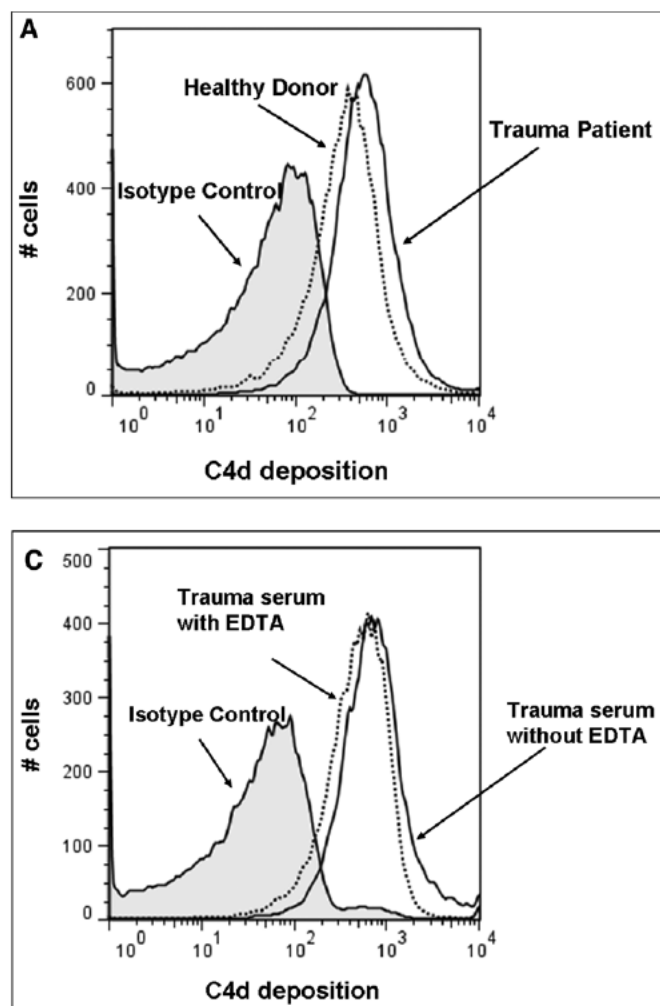 A
600
400
200
0
# cells
Healthy Donor
Isotype Control
Trauma Patient
10^0 10^1 10^2 10^3 10^4
C4d deposition
C
500
400
300
200
100
0
# cells
Trauma serum
with EDTA
Isotype Control
Trauma serum
without EDTA
10^0 10^1 10^2 10^3 10^4
C4d deposition